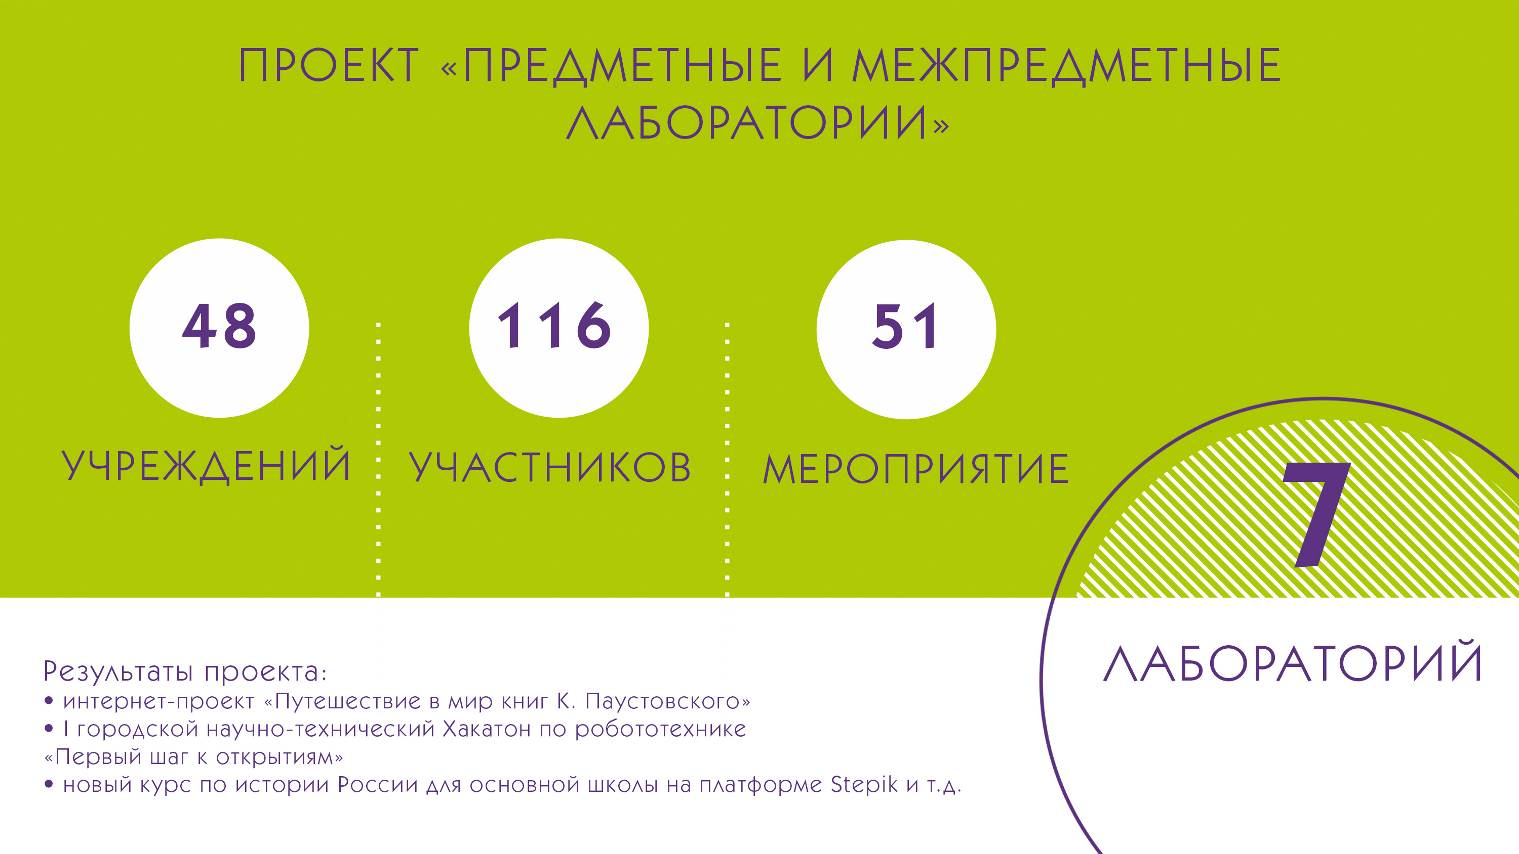 ПРОЕКТ «ПРЕДМЕТНЫЕ И МЕЖПРЕДМЕТНЫЕ
ЛАБОРАТОРИИ»
48
УЧРЕЖДЕНИЙ
116
УЧАСТНИКОВ
51
МЕРОПРИЯТИЕ
7
ЛАБОРАТОРИЙ
Результаты проекта:
• интернет-проект «Путешествие в мир книг К. Паустовского»
• I городской научно-технический Хакатон по робототехнике
«Первый шаг к открытиям»
• новый курс по истории России для основной школы на платформе Stepik и т.д.